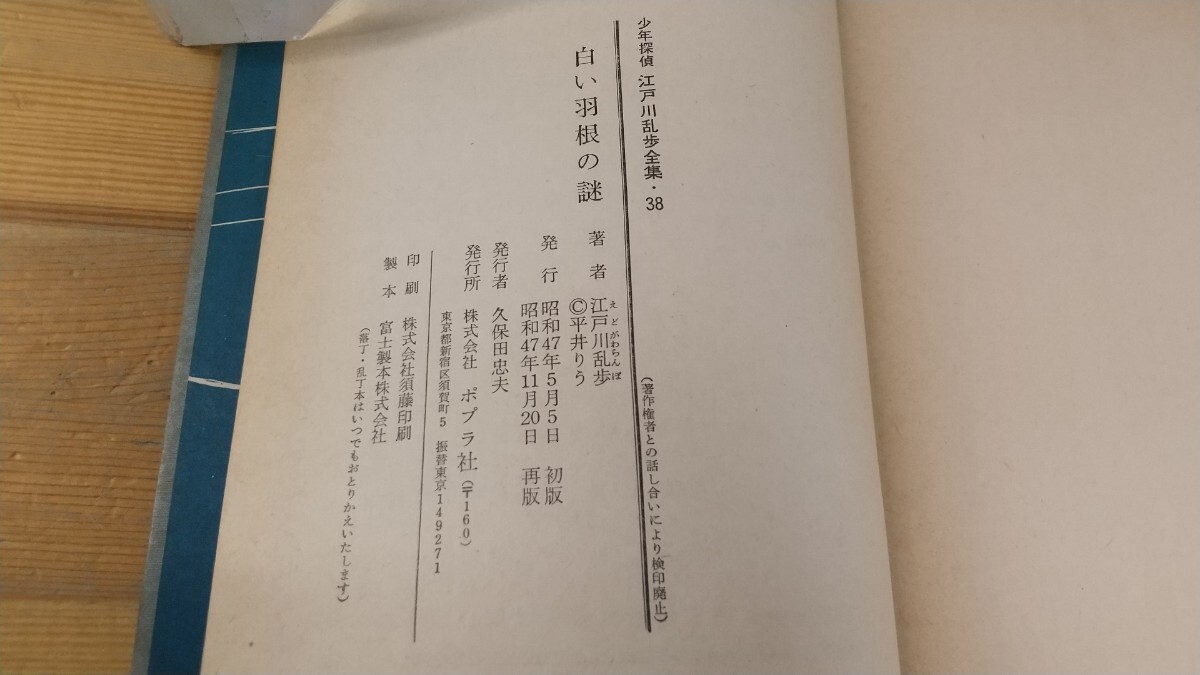 少年探偵 江戸川乱歩全集・38
(著作権者との話し合いにより検印廃止)
白い羽根の謎
著者 江戸川乱歩
えどがわらんぽ
©平井りう
発行 昭和47年5月5日 初版
昭和47年11月20日 再版
発行者 久保田忠夫
発行所 株式会社 ポプラ社 (〒160)
東京都新宿区須賀町5 振替東京149271
印刷 株式会社須藤印刷
製本 富士製本株式会社
(落丁・乱丁本はいつでもおとりかえいたします)